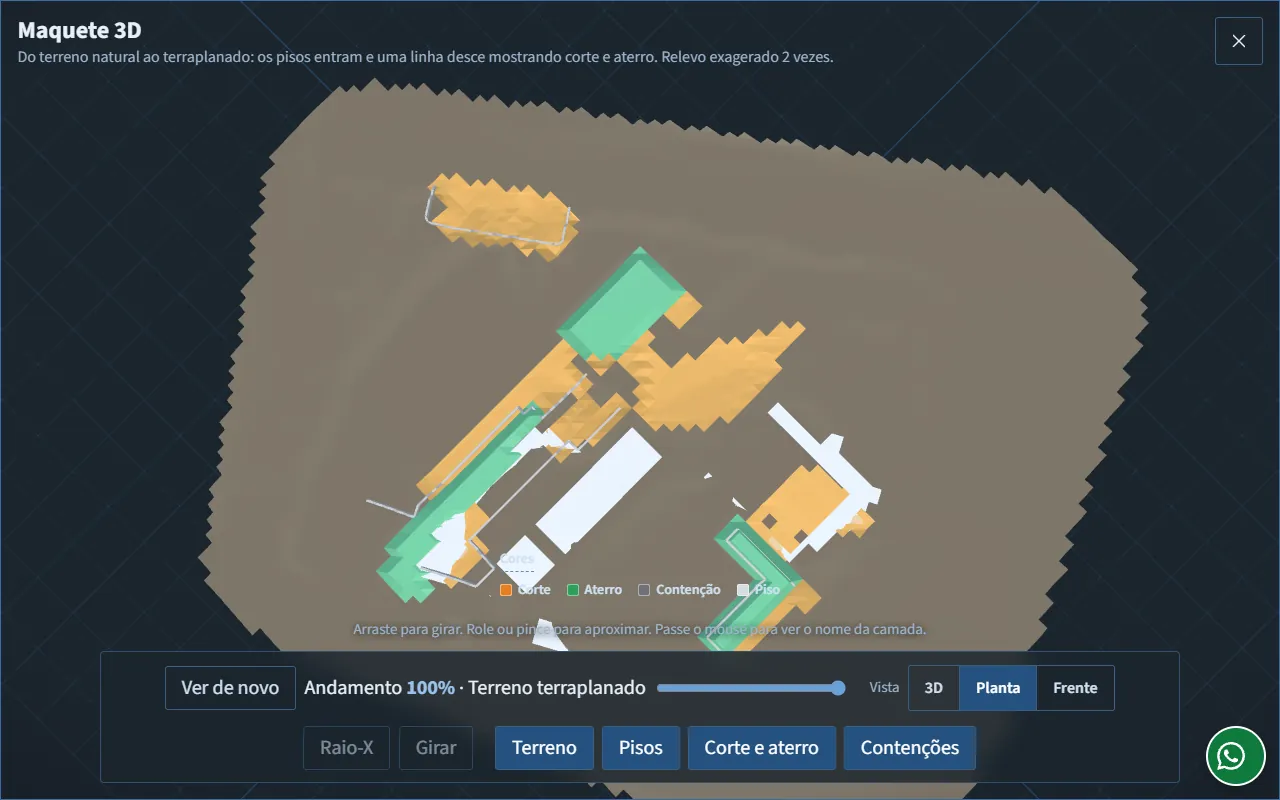 Maquete 3D
Do terreno natural ao terraplanado: os pisos entram e uma linha desce mostrando corte e aterro. Relevo exagerado 2 vezes.
Cores
Corte Aterro Contenção Piso
Arraste para girar. Role ou pince para aproximar. Passe o mouse para ver o nome da camada.
Ver de novo Andamento 100% · Terreno terraplanado Vista 3D Planta Frente
Raio-X Girar Terreno Pisos Corte e aterro Contenções